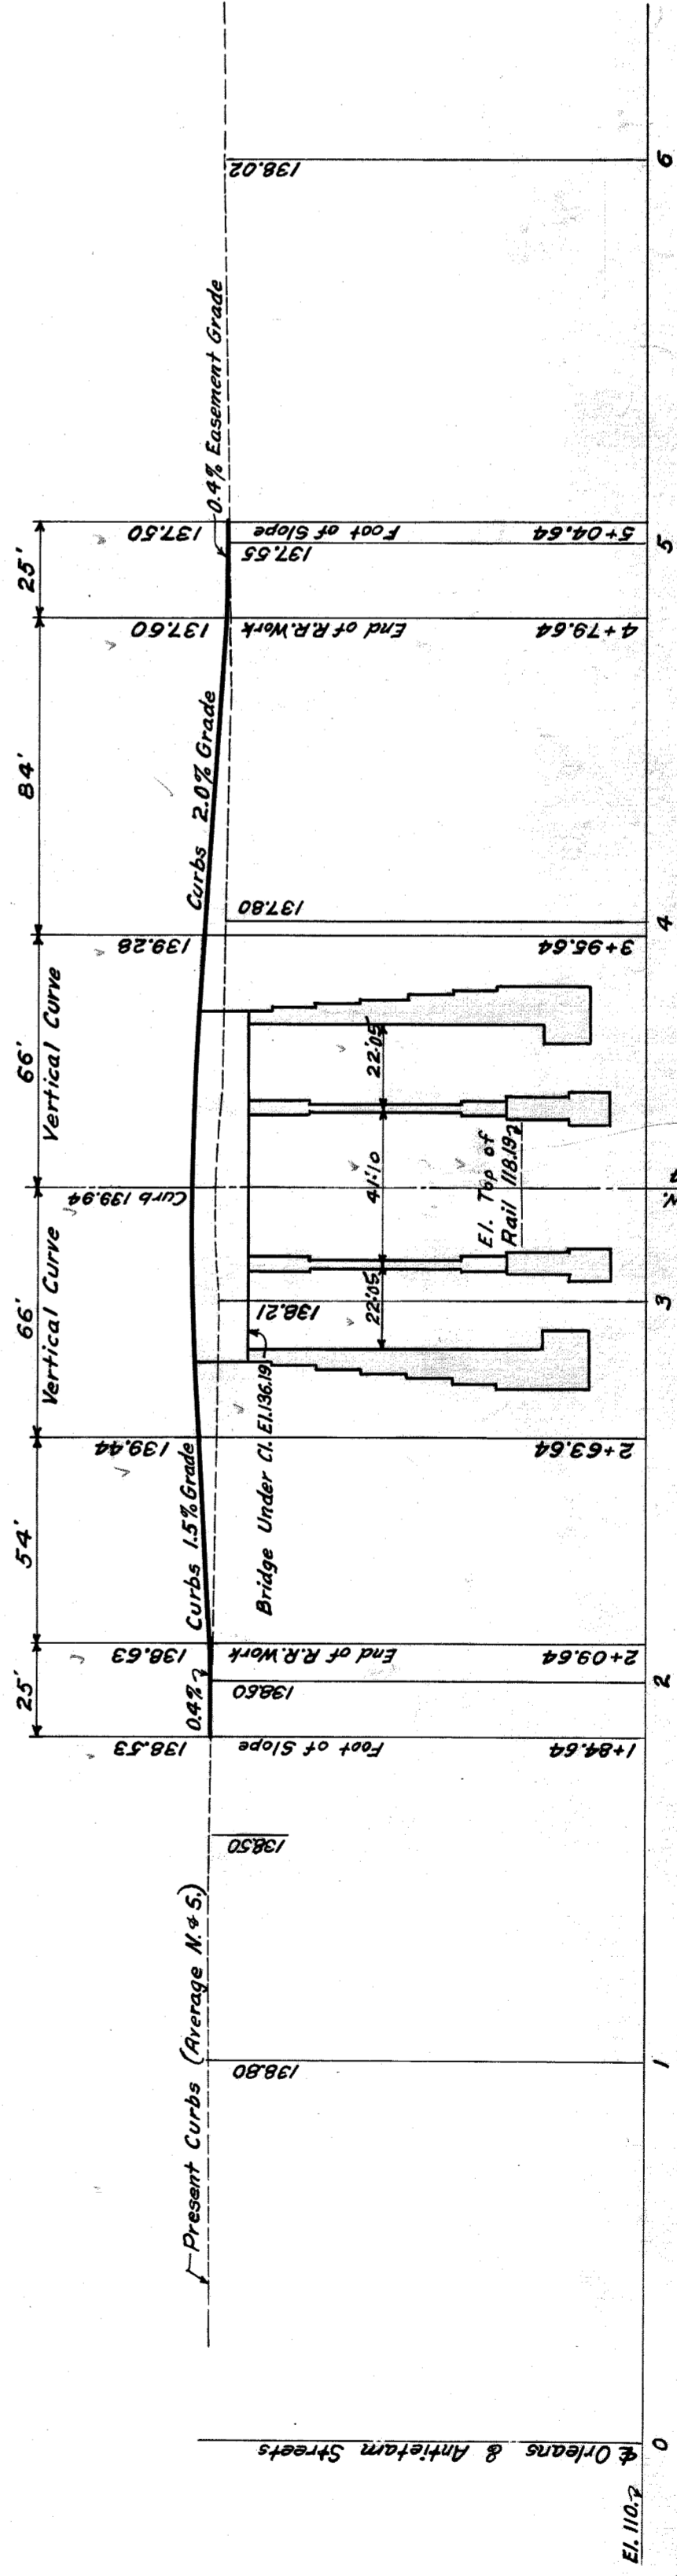 25'
54'
66'
66'
84'
25'
Vertical Curve
Vertical Curve
Present Curbs (Average N. & S.)
0.4%
Curbs 1.5% Grade
Curbs 2.0% Grade
0.4% Easement Grade
138.53
138.63
139.44
Curb 139.94
139.28
137.60
137.50
138.80
138.50
138.60
138.21
137.80
137.55
138.02
Foot of Slope
End of R.R. Work
End of R.R. Work
Foot of Slope
Bridge Under Cl. El. 136.19
22.05'
41.10
22.05'
El. Top of
Rail 118.19
℄ Orleans & Antietam Streets
1+84.64
2+09.64
2+63.64
3+95.64
4+79.64
5+04.64
El. 110.
0
1
2
3
4
5
6